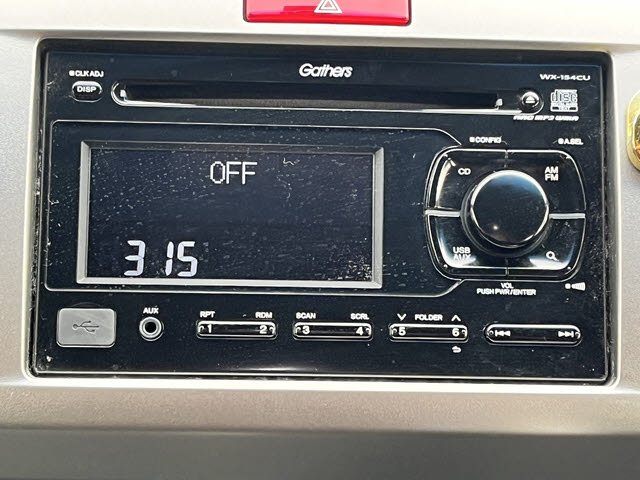 CLK ADJ
DISP
Gathers
WX-154CU
OFF
3 15
CONFIG
A.SEL
CD
AM
FM
USB
AUX
VOL
PUSH PWR/ENTER
AUX
RPT RDM
1 2
SCAN SCRL
3 4
FOLDER
5 6